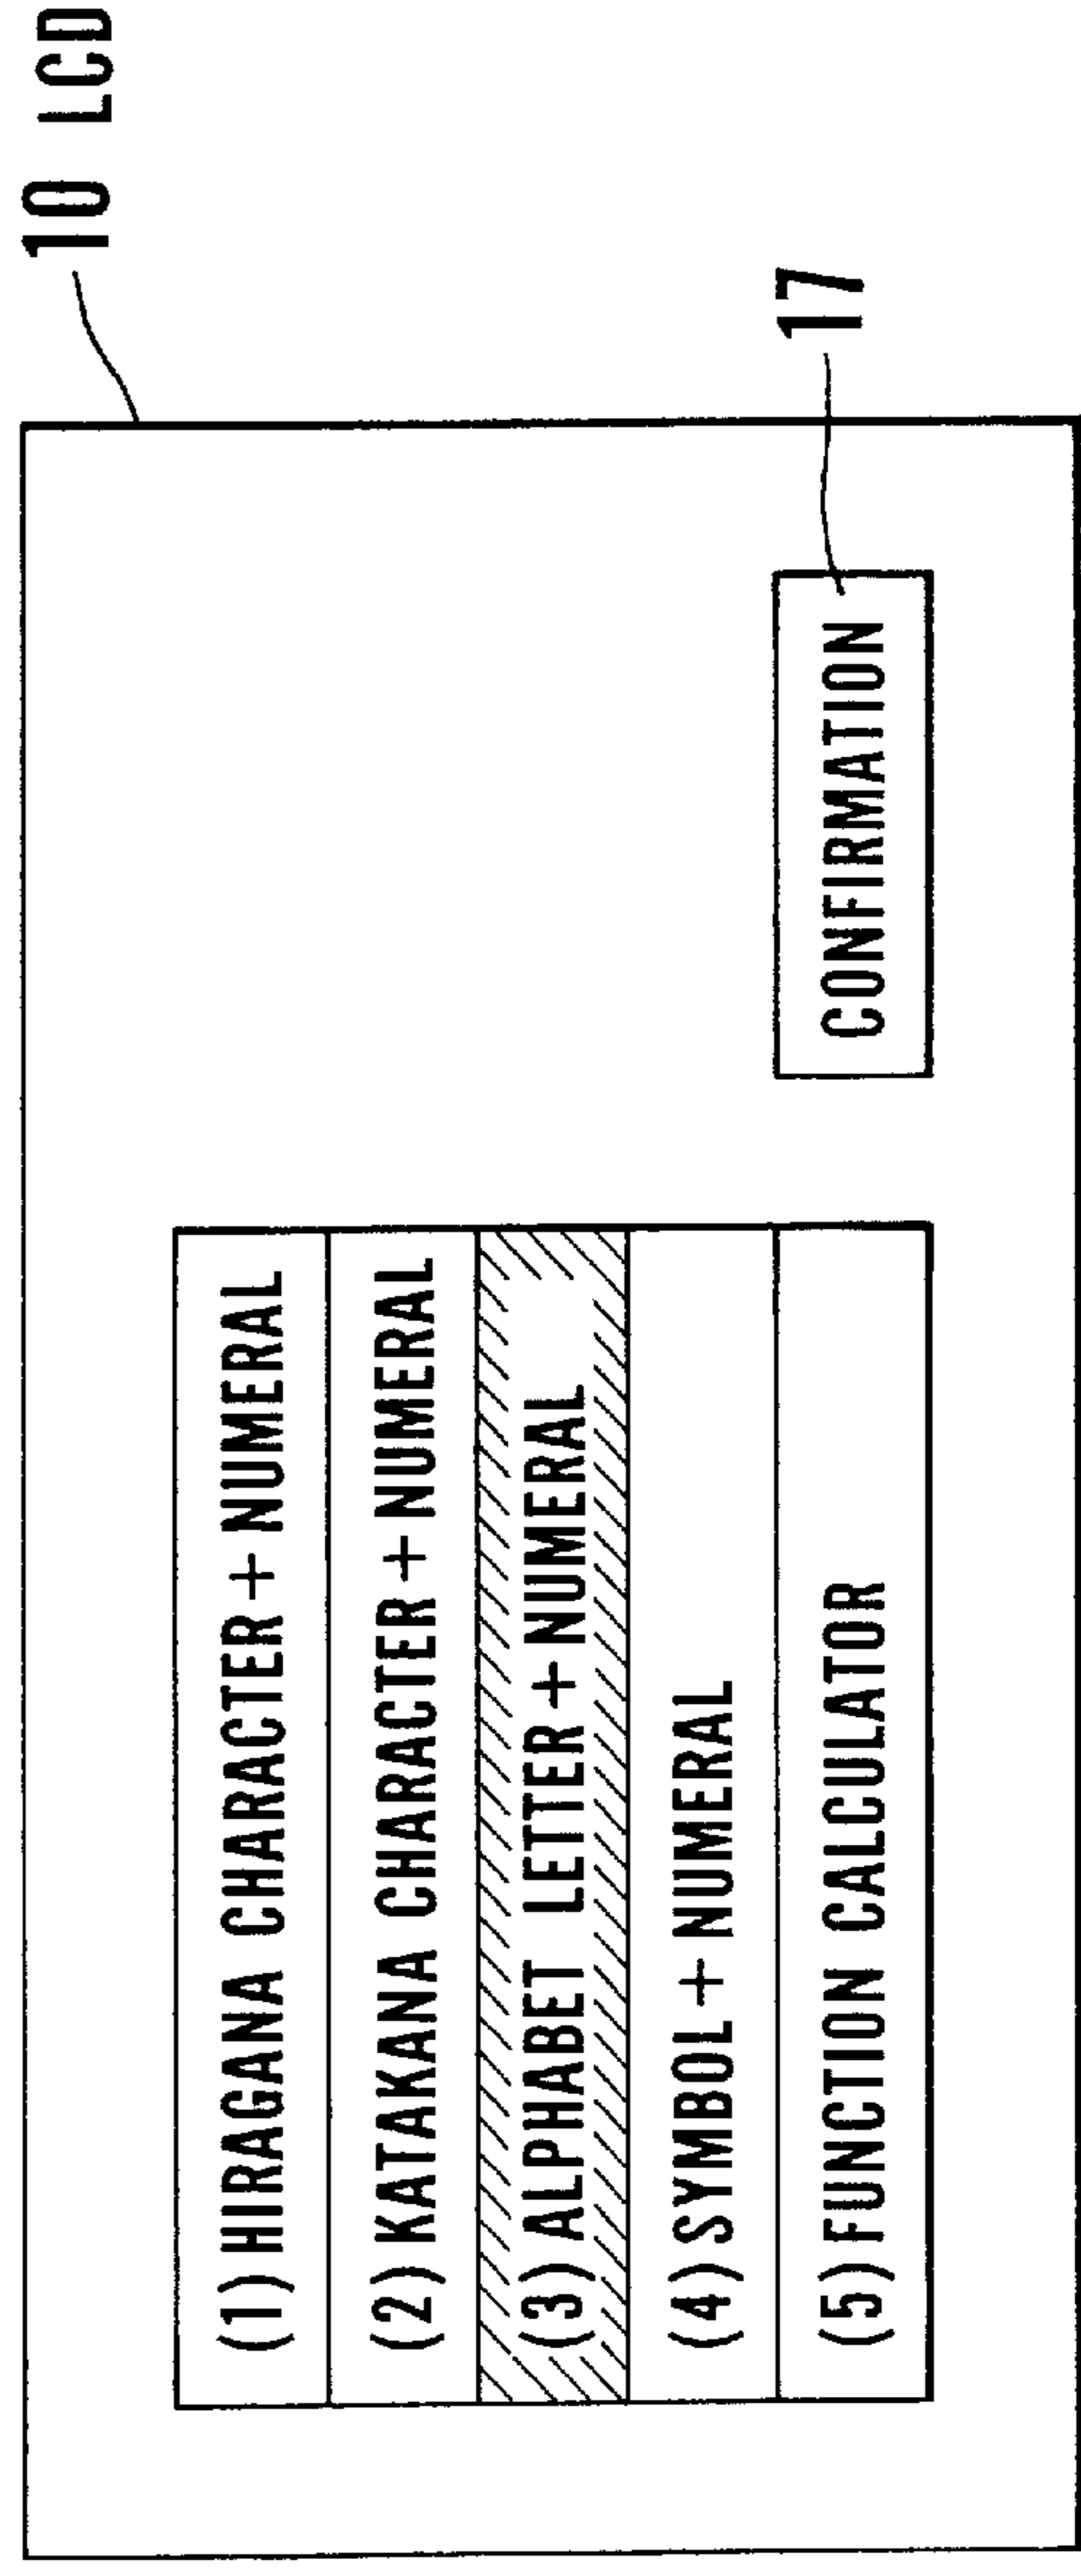 10 LCD
(1) HIRAGANA CHARACTER + NUMERAL
(2) KATAKANA CHARACTER + NUMERAL
(3) ALPHABET LETTER + NUMERAL
(4) SYMBOL + NUMERAL
(5) FUNCTION CALCULATOR
CONFIRMATION
17